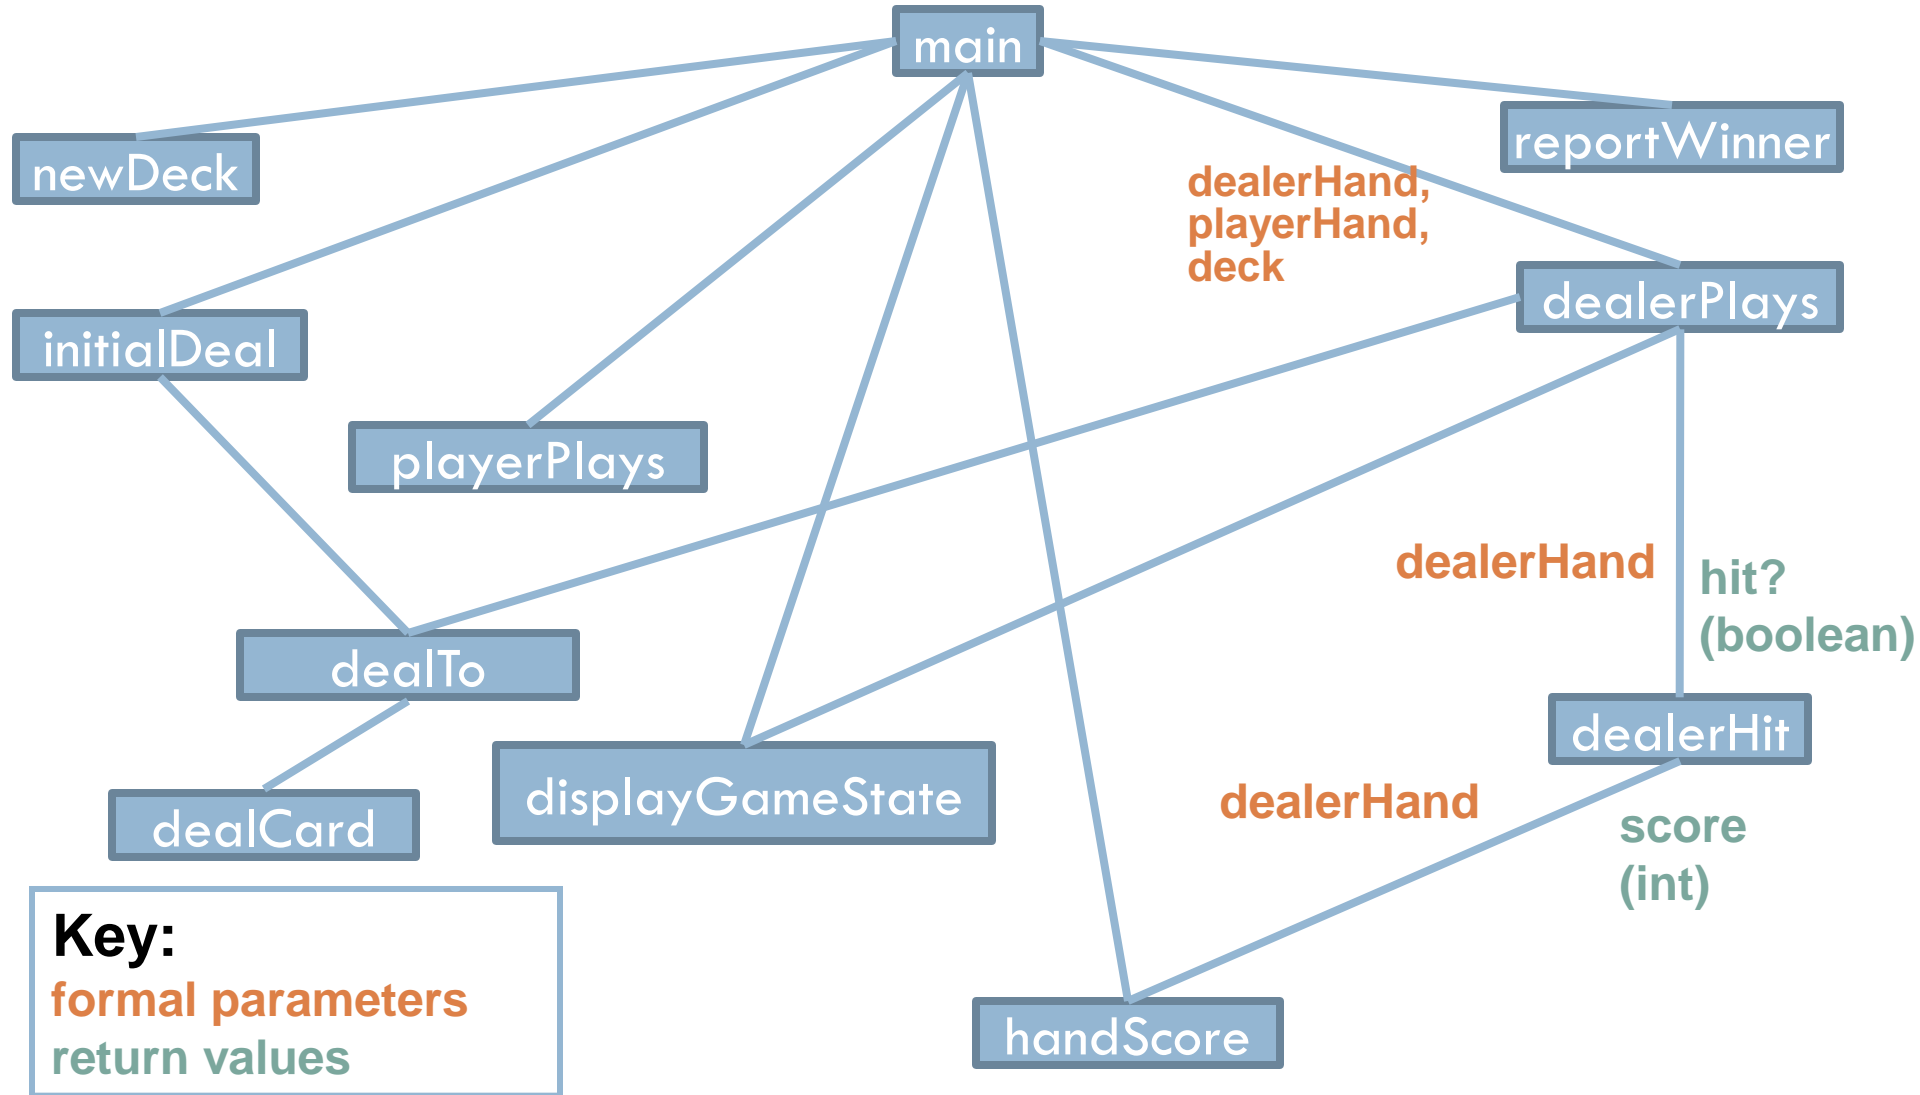 main
reportWinner
newDeck
dealerHand,
playerHand,
deck
dealerPlays
initialDeal
playerPlays
dealerHand
hit?
(boolean)
dealTo
dealerHit
displayGameState
dealerHand
dealCard
score
(int)
Key:
formal parameters
return values
handScore